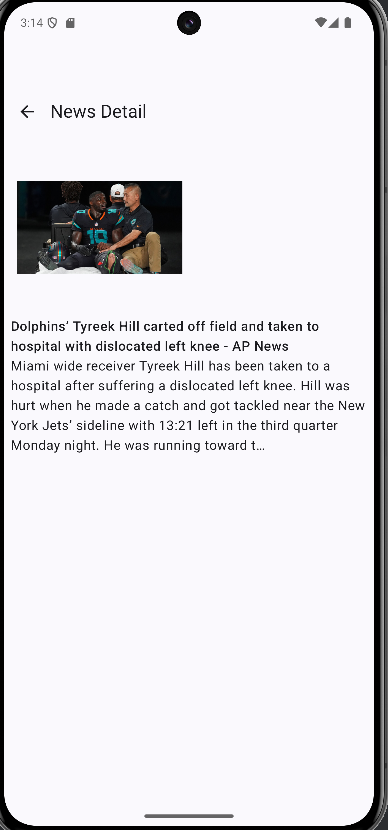 3:14
News Detail
10
Dolphins’ Tyreek Hill carted off field and taken to
hospital with dislocated left knee - AP News
Miami wide receiver Tyreek Hill has been taken to a
hospital after suffering a dislocated left knee. Hill was
hurt when he made a catch and got tackled near the New
York Jets’ sideline with 13:21 left in the third quarter
Monday night. He was running toward t…